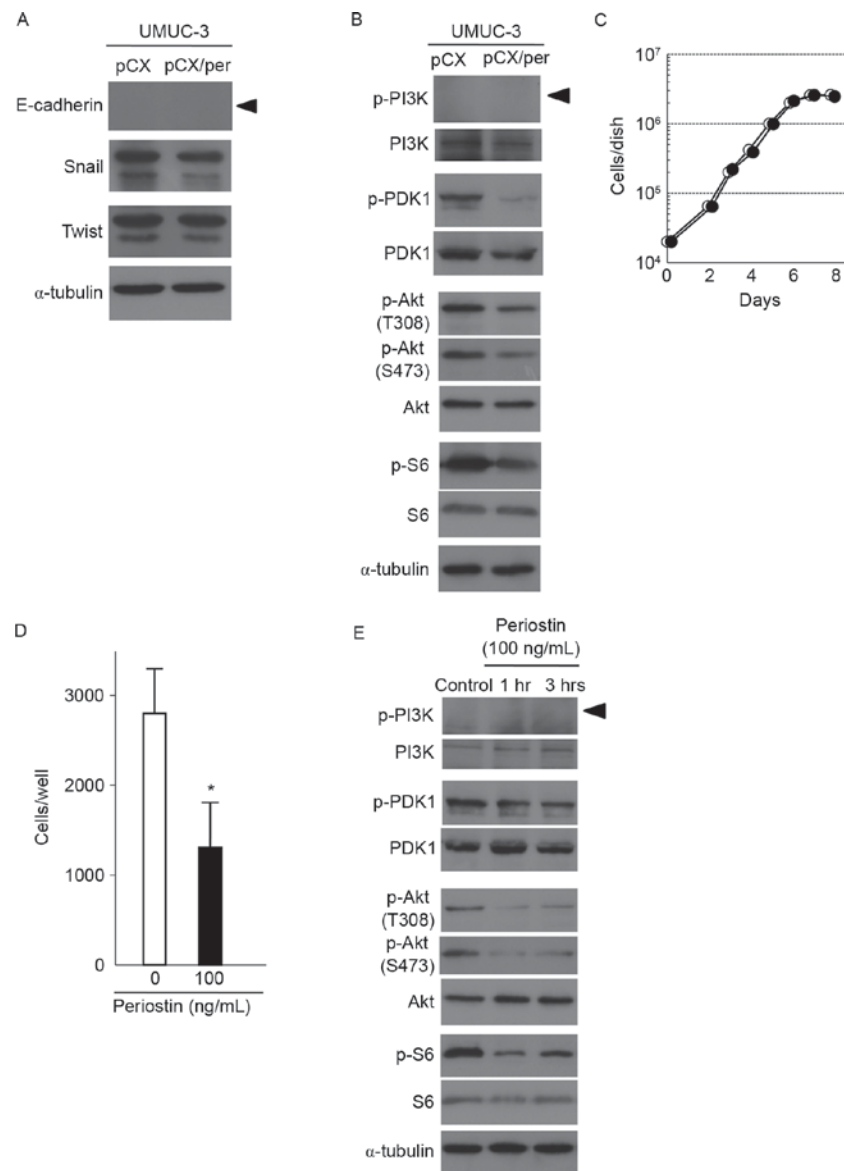 A
UMUC-3
pCX pCX/per
E-cadherin
Snail
Twist
α-tubulin
B
UMUC-3
pCX pCX/per
p-PI3K
PI3K
p-PDK1
PDK1
p-Akt
(T308)
p-Akt
(S473)
Akt
p-S6
S6
α-tubulin
C
Cells/dish
10⁷
10⁶
10⁵
10⁴
0 2 4 6 8
Days
D
Cells/well
3000
2000
1000
0
*
0 100
Periostin (ng/mL)
E
Periostin
(100 ng/mL)
Control 1 hr 3 hrs
p-PI3K
PI3K
p-PDK1
PDK1
p-Akt
(T308)
p-Akt
(S473)
Akt
p-S6
S6
α-tubulin